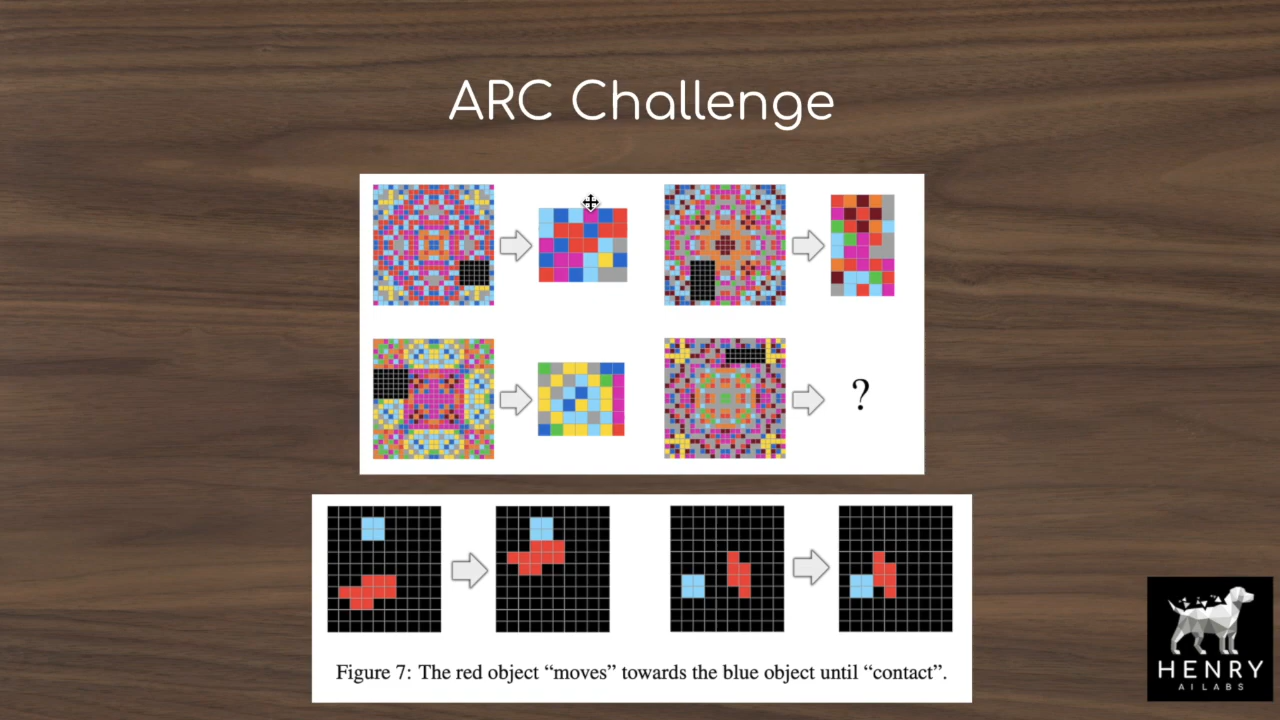 ARC Challenge
?
Figure 7: The red object “moves” towards the blue object until “contact”.
HENRY
AI LABS